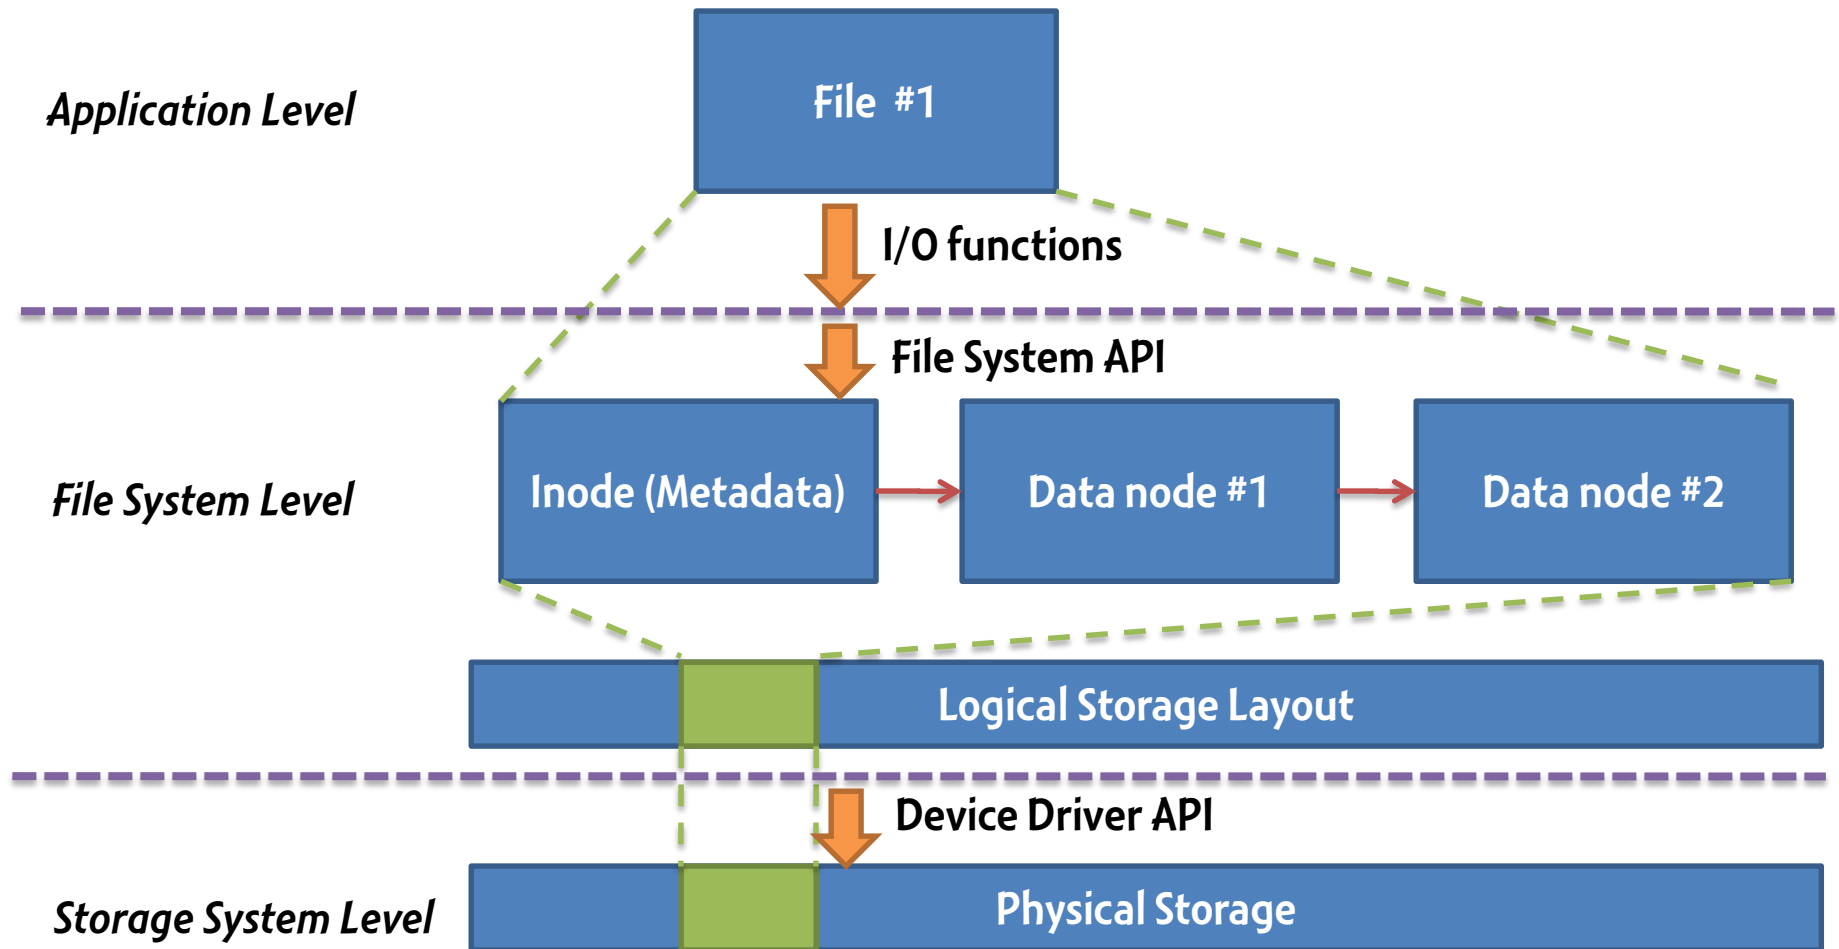 File #1
Application Level
I/O functions
File System API
Inode (Metadata)
Data node #1
Data node #2
File System Level
Logical Storage Layout
Device Driver API
Physical Storage
Storage System Level